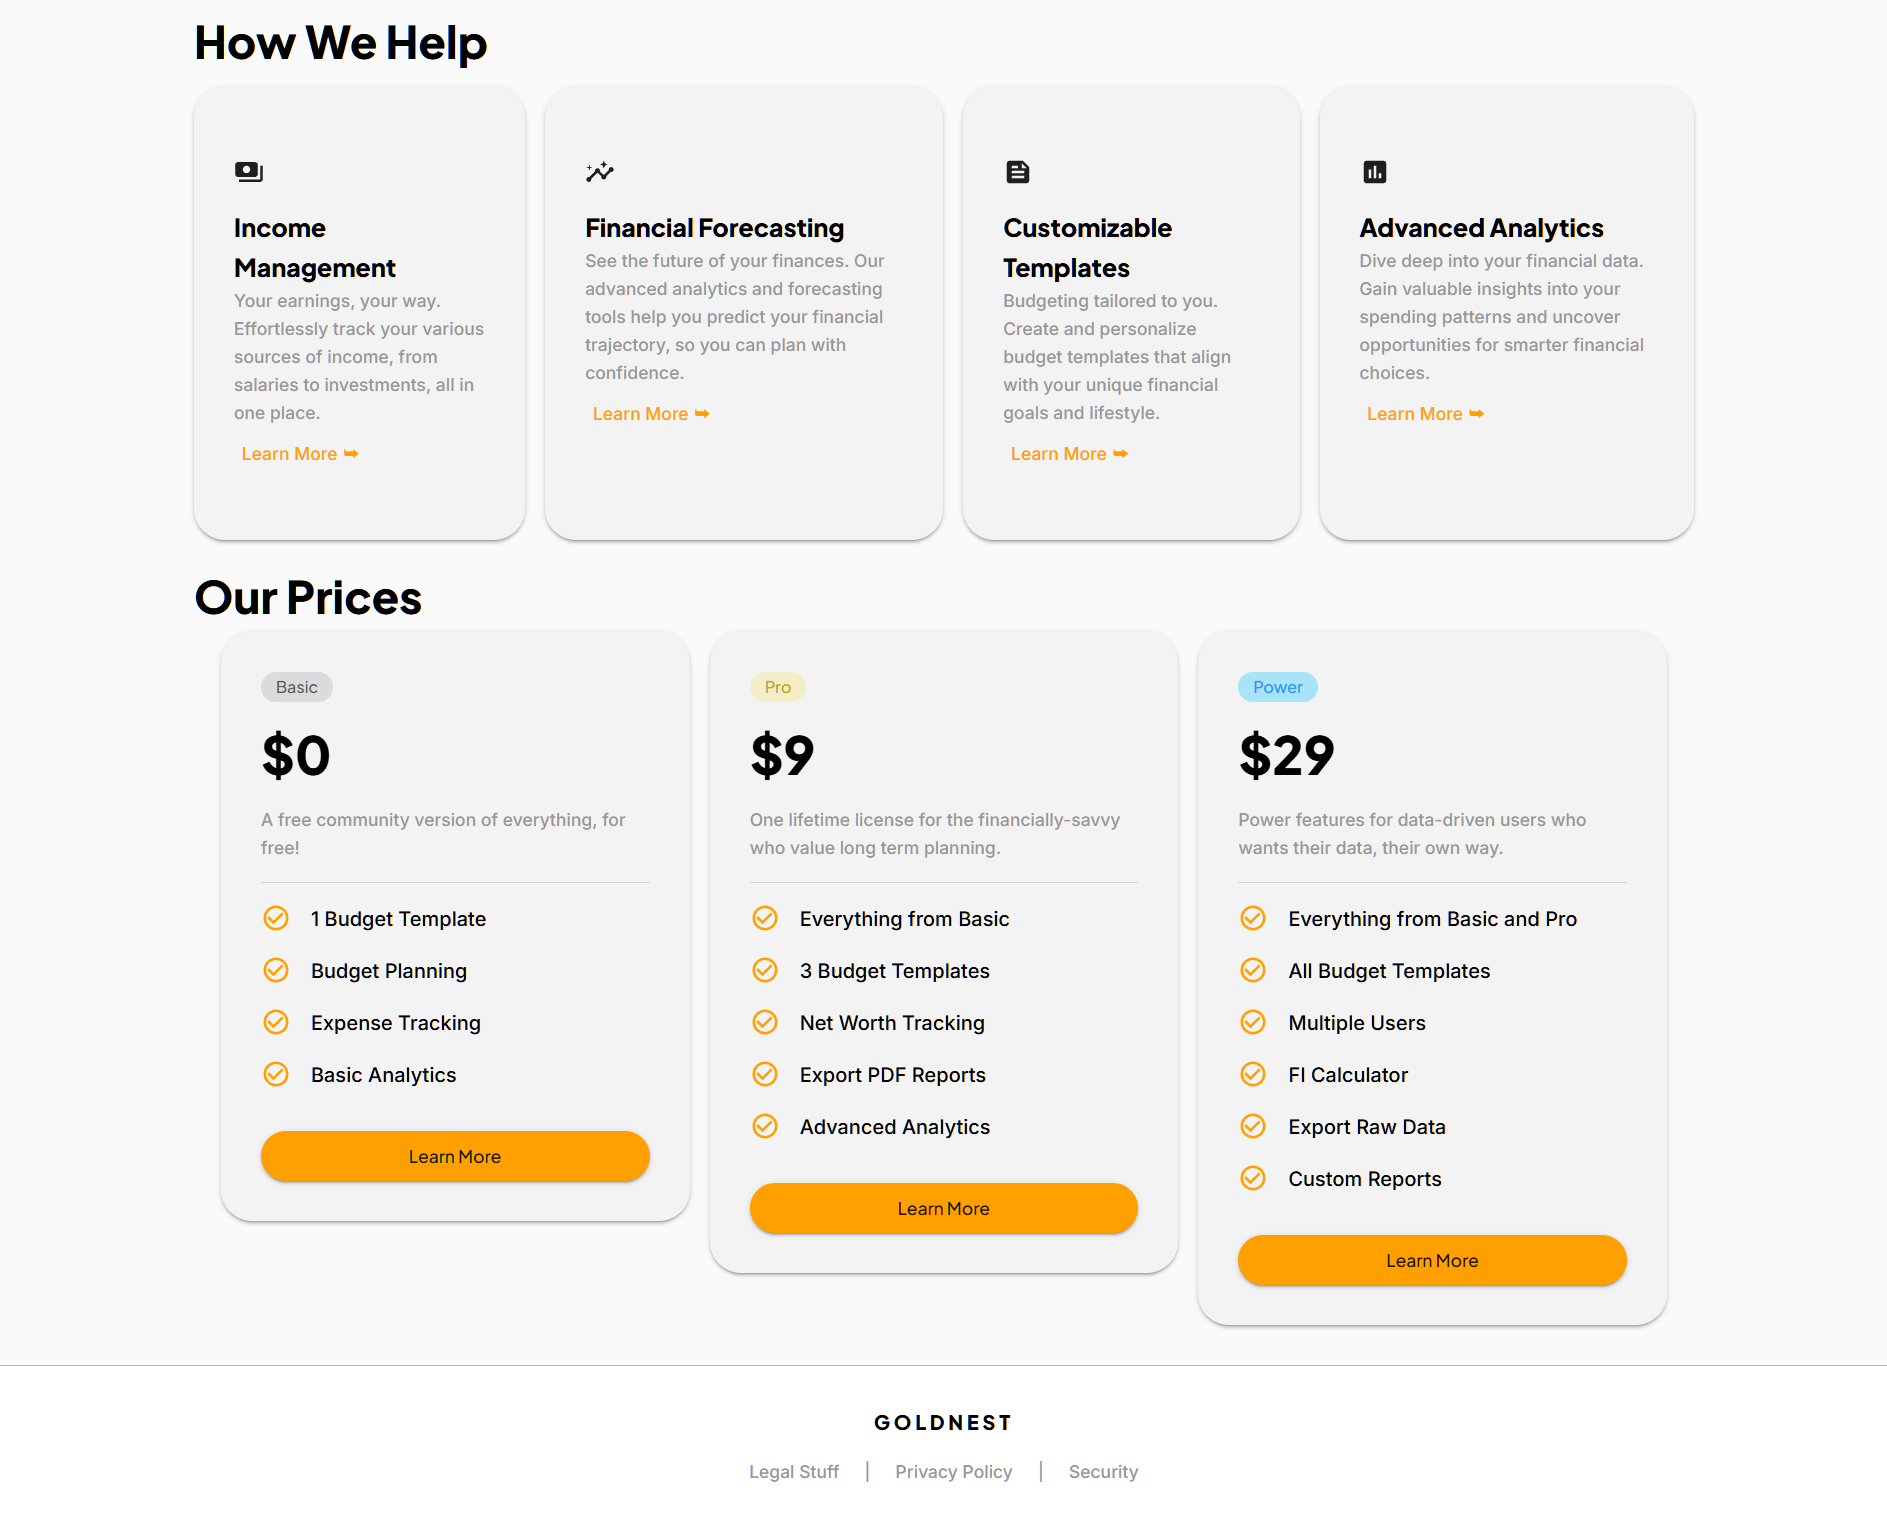 How We Help
Income
Management
Your earnings, your way.
Effortlessly track your various
sources of income, from
salaries to investments, all in
one place.
Learn More ➥
Financial Forecasting
See the future of your finances. Our
advanced analytics and forecasting
tools help you predict your financial
trajectory, so you can plan with
confidence.
Learn More ➥
Customizable
Templates
Budgeting tailored to you.
Create and personalize
budget templates that align
with your unique financial
goals and lifestyle.
Learn More ➥
Advanced Analytics
Dive deep into your financial data.
Gain valuable insights into your
spending patterns and uncover
opportunities for smarter financial
choices.
Learn More ➥
Our Prices
Basic
$0
A free community version of everything, for
free!
1 Budget Template
Budget Planning
Expense Tracking
Basic Analytics
Learn More
Pro
$9
One lifetime license for the financially-savvy
who value long term planning.
Everything from Basic
3 Budget Templates
Net Worth Tracking
Export PDF Reports
Advanced Analytics
Learn More
Power
$29
Power features for data-driven users who
wants their data, their own way.
Everything from Basic and Pro
All Budget Templates
Multiple Users
FI Calculator
Export Raw Data
Custom Reports
Learn More
GOLDNEST
Legal Stuff | Privacy Policy | Security